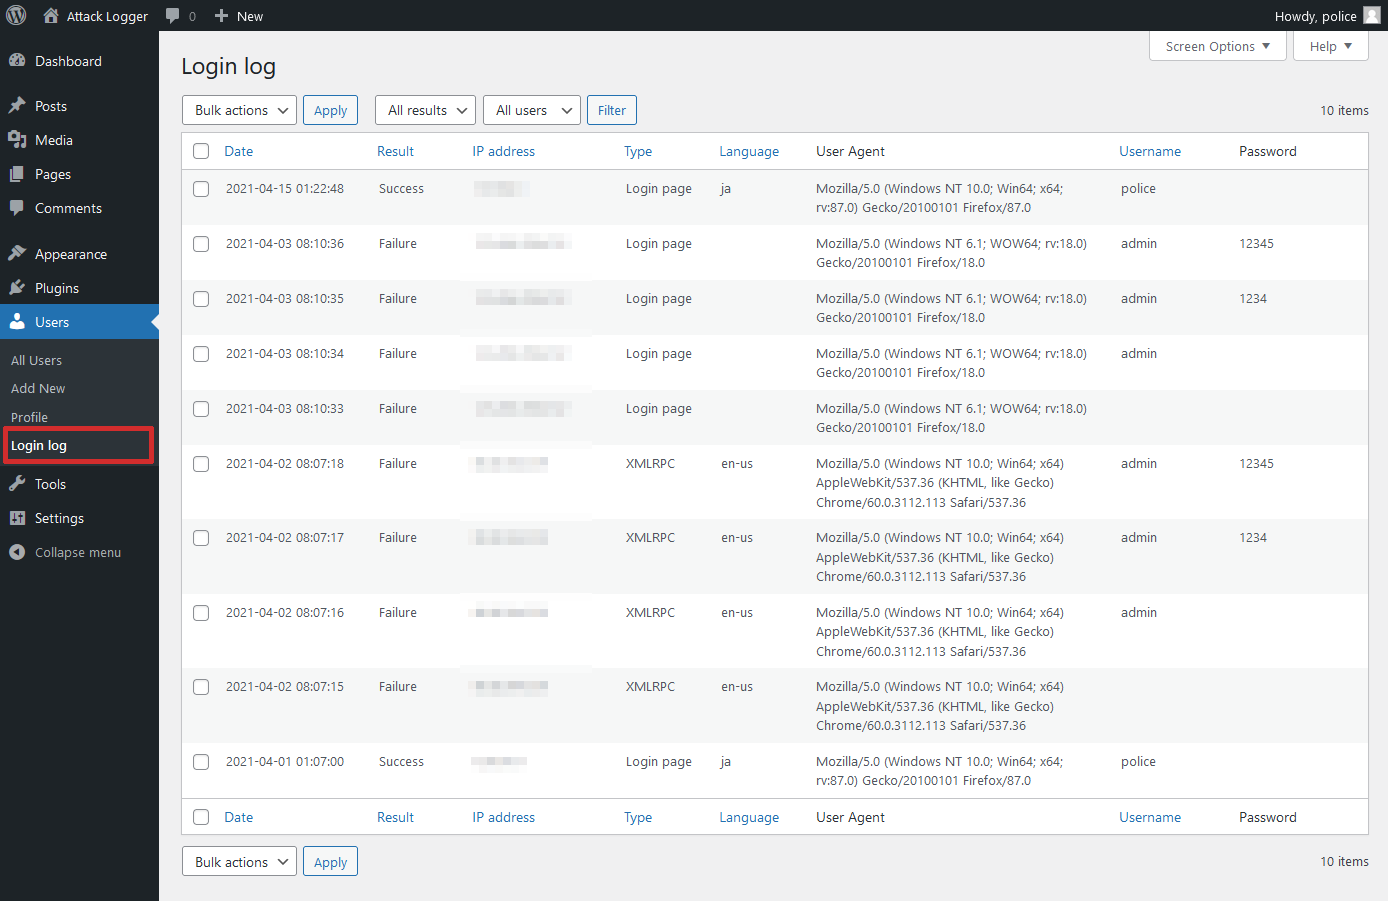 Attack Logger 0 New Howdy, police
Screen Options Help
Dashboard
Posts
Media
Pages
Comments
Appearance
Plugins
Users
All Users
Add New
Profile
Login log
Tools
Settings
Collapse menu
Login log
Bulk actions Apply All results All users Filter 10 items
Date Result IP address Type Language User Agent Username Password
2021-04-15 01:22:48 Success Login page ja Mozilla/5.0 (Windows NT 10.0; Win64; x64; police
rv:87.0) Gecko/20100101 Firefox/87.0
2021-04-03 08:10:36 Failure Login page Mozilla/5.0 (Windows NT 6.1; WOW64; rv:18.0) admin 12345
Gecko/20100101 Firefox/18.0
2021-04-03 08:10:35 Failure Login page Mozilla/5.0 (Windows NT 6.1; WOW64; rv:18.0) admin 1234
Gecko/20100101 Firefox/18.0
2021-04-03 08:10:34 Failure Login page Mozilla/5.0 (Windows NT 6.1; WOW64; rv:18.0) admin
Gecko/20100101 Firefox/18.0
2021-04-03 08:10:33 Failure Login page Mozilla/5.0 (Windows NT 6.1; WOW64; rv:18.0)
Gecko/20100101 Firefox/18.0
2021-04-02 08:07:18 Failure XMLRPC en-us Mozilla/5.0 (Windows NT 10.0; Win64; x64) admin 12345
AppleWebKit/537.36 (KHTML, like Gecko)
Chrome/60.0.3112.113 Safari/537.36
2021-04-02 08:07:17 Failure XMLRPC en-us Mozilla/5.0 (Windows NT 10.0; Win64; x64) admin 1234
AppleWebKit/537.36 (KHTML, like Gecko)
Chrome/60.0.3112.113 Safari/537.36
2021-04-02 08:07:16 Failure XMLRPC en-us Mozilla/5.0 (Windows NT 10.0; Win64; x64) admin
AppleWebKit/537.36 (KHTML, like Gecko)
Chrome/60.0.3112.113 Safari/537.36
2021-04-02 08:07:15 Failure XMLRPC en-us Mozilla/5.0 (Windows NT 10.0; Win64; x64)
AppleWebKit/537.36 (KHTML, like Gecko)
Chrome/60.0.3112.113 Safari/537.36
2021-04-01 01:07:00 Success Login page ja Mozilla/5.0 (Windows NT 10.0; Win64; x64; police
rv:87.0) Gecko/20100101 Firefox/87.0
Date Result IP address Type Language User Agent Username Password
Bulk actions Apply 10 items